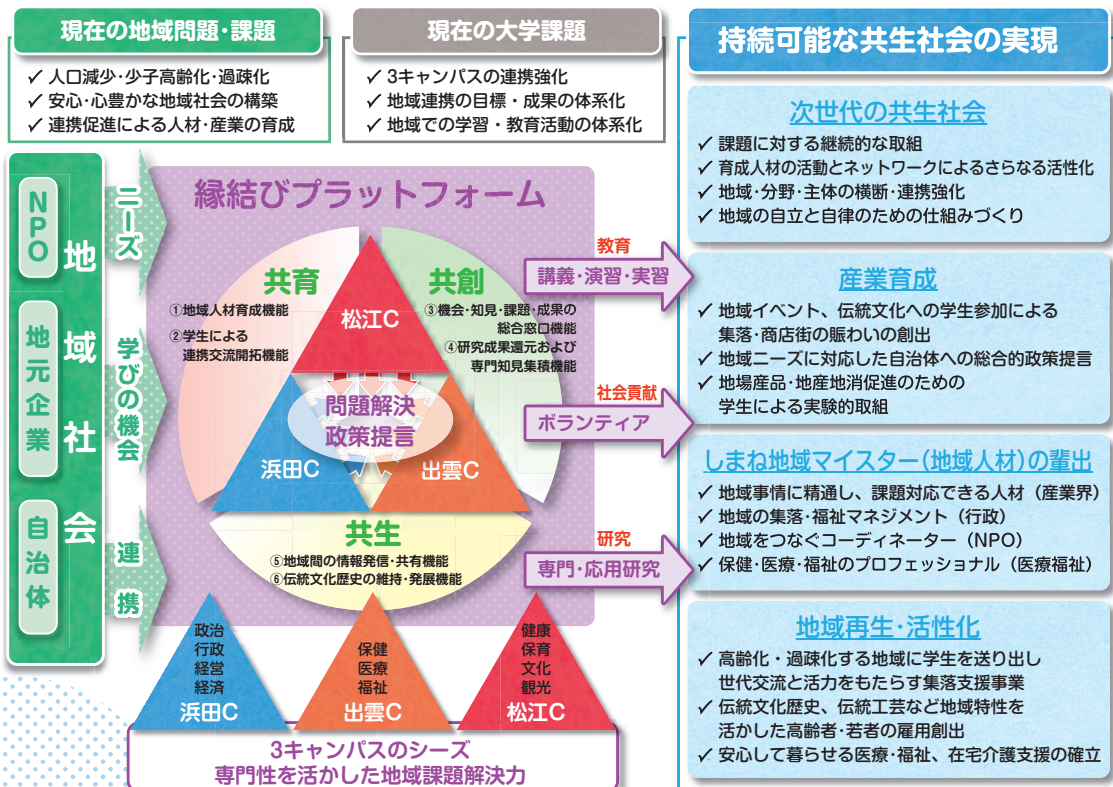 現在の地域問題・課題
✓ 人口減少・少子高齢化・過疎化
✓ 安心・心豊かな地域社会の構築
✓ 連携促進による人材・産業の育成
現在の大学課題
✓ 3キャンパスの連携強化
✓ 地域連携の目標・成果の体系化
✓ 地域での学習・教育活動の体系化
地域社会
NPO
地元企業
自治体
ニーズ
学びの機会
連携
縁結びプラットフォーム
共育
①地域人材育成機能
②学生による
連携交流開拓機能
共創
③機会・知見・課題・成果の
総合窓口機能
④研究成果還元および
専門知見集積機能
松江C
問題解決
政策提言
浜田C
出雲C
共生
⑤地域間の情報発信・共有機能
⑥伝統文化歴史の維持・発展機能
教育
講義・演習・実習
社会貢献
ボランティア
研究
専門・応用研究
政治
行政
経営
経済
浜田C
保健
医療
福祉
出雲C
健康
保育
文化
観光
松江C
3キャンパスのシーズ
専門性を活かした地域課題解決力
持続可能な共生社会の実現
次世代の共生社会
✓ 課題に対する継続的な取組
✓ 育成人材の活動とネットワークによるさらなる活性化
✓ 地域・分野・主体の横断・連携強化
✓ 地域の自立と自律のための仕組みづくり
産業育成
✓ 地域イベント、伝統文化への学生参加による
集落・商店街の賑わいの創出
✓ 地域ニーズに対応した自治体への総合的政策提言
✓ 地場産品・地産地消促進のための
学生による実験的取組
しまね地域マイスター(地域人材)の輩出
✓ 地域事情に精通し、課題対応できる人材（産業界）
✓ 地域の集落・福祉マネジメント（行政）
✓ 地域をつなぐコーディネーター（NPO）
✓ 保健・医療・福祉のプロフェッショナル（医療福祉）
地域再生・活性化
✓ 高齢化・過疎化する地域に学生を送り出し
世代交流と活力をもたらす集落支援事業
✓ 伝統文化歴史、伝統工芸など地域特性を
活かした高齢者・若者の雇用創出
✓ 安心して暮らせる医療・福祉、在宅介護支援の確立